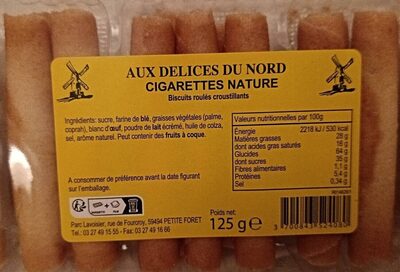 AUX DELICES DU NORD
CIGARETTES NATURE
Biscuits roulés croustillants
Ingrédients: sucre, farine de blé, graisses végétales (palme,
coprah), blanc d'œuf, poudre de lait écrémé, huile de colza,
sel, arôme naturel. Peut contenir des fruits à coque.
A consommer de préférence avant la date figurant
sur l'emballage.
Valeurs nutritionnelles par 100g
Énergie 2218 kJ / 530 kcal
Matières grasses 28 g
dont acides gras saturés 16 g
Glucides 64 g
dont sucres 35 g
Fibres alimentaires 1,1 g
Protéines 5,4 g
Sel 0,34 g
Parc Lavoisier, rue de Fourcroy, 59494 PETITE FORET
Tel.: 03 27 49 15 55 - Fax: 03 27 49 16 66
Poids net:
125 g e
3 700843 524030